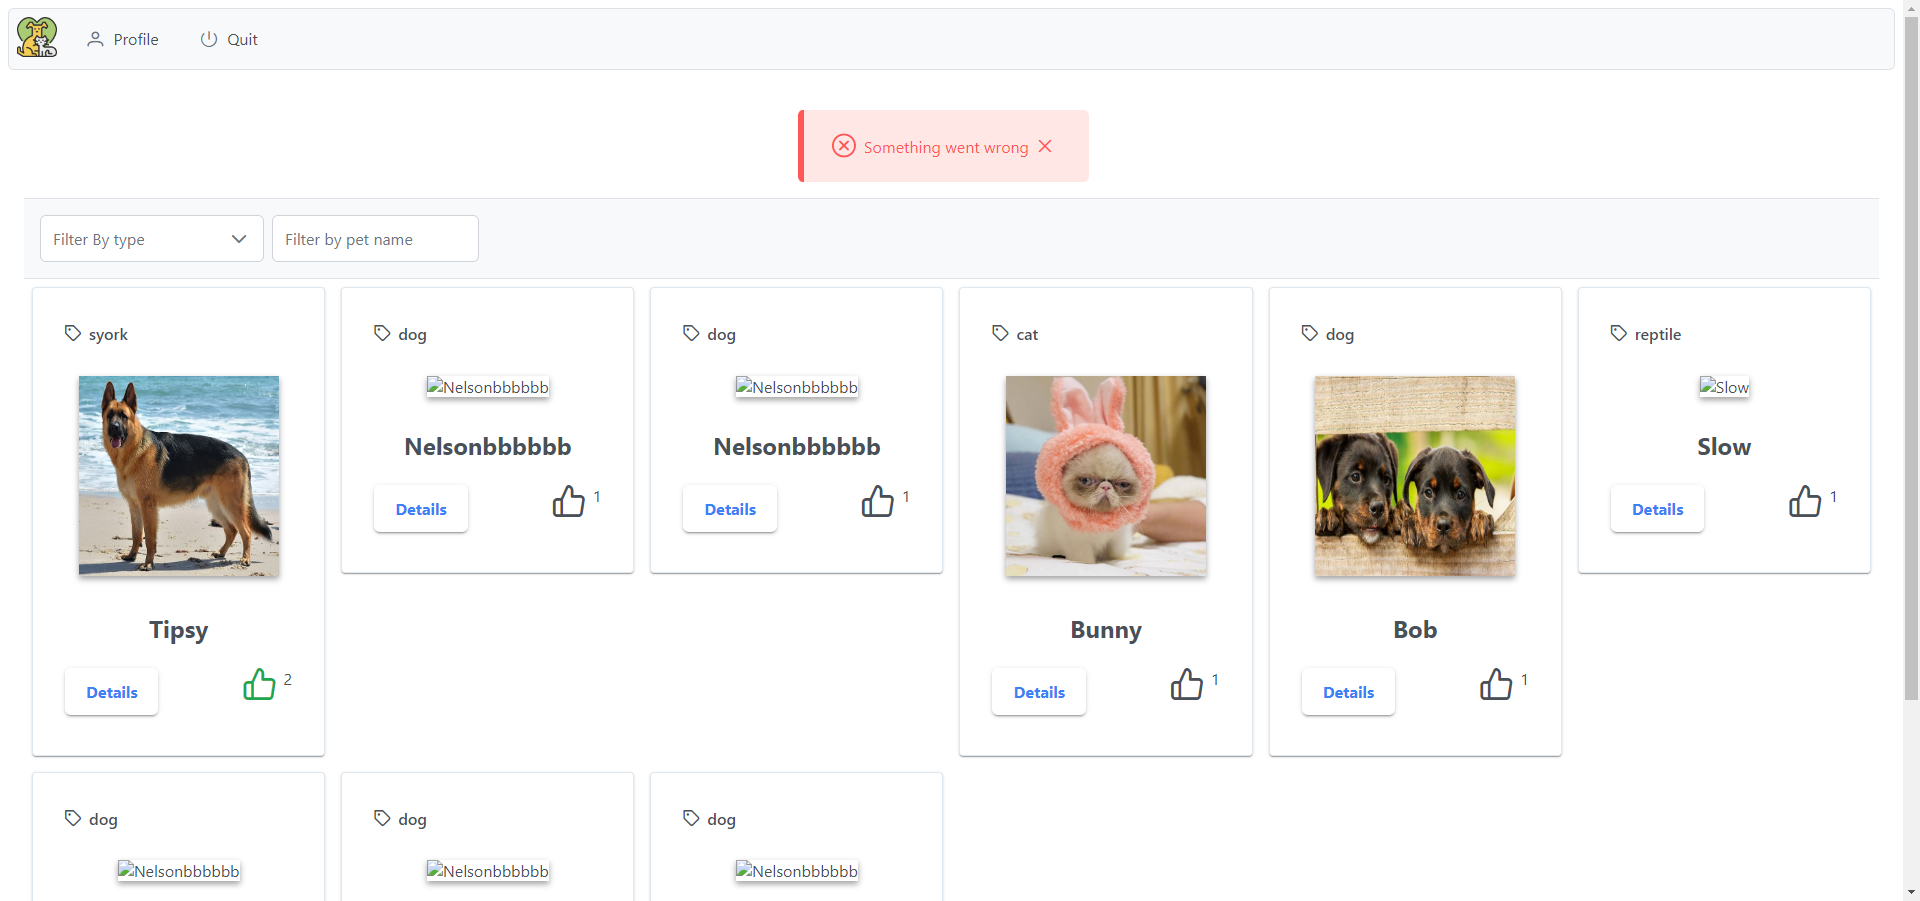 Profile
Quit
Something went wrong
Filter By type
Filter by pet name
syork
dog
dog
cat
dog
reptile
Nelsonbbbbbb
Nelsonbbbbbb
Slow
Nelsonbbbbbb
Nelsonbbbbbb
Slow
Details
1
Details
1
Details
1
Tipsy
Bunny
Bob
Details
2
Details
1
Details
1
dog
dog
dog
Nelsonbbbbbb
Nelsonbbbbbb
Nelsonbbbbbb